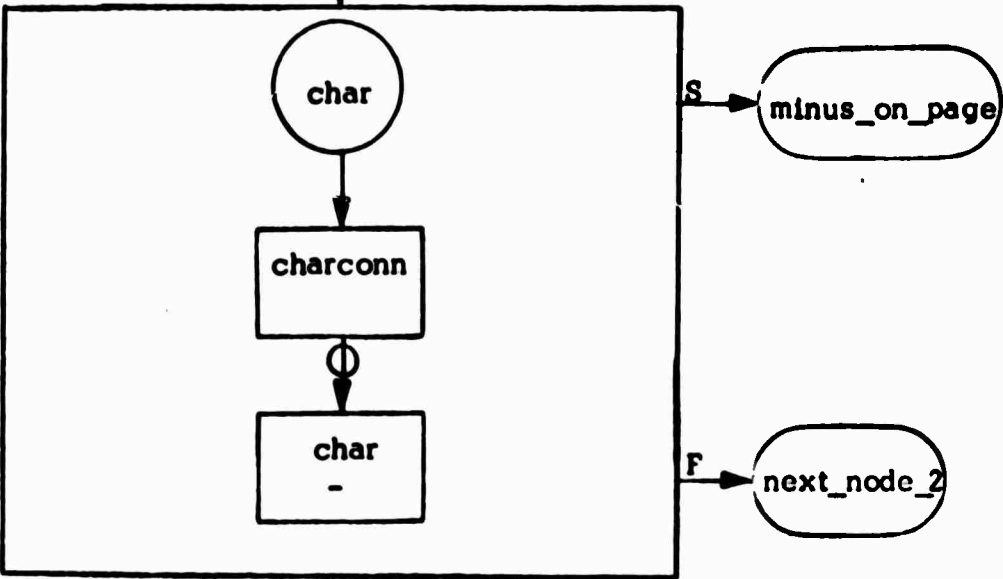 char
S
minus_on_page
charconn
char
-
F
next_node_2